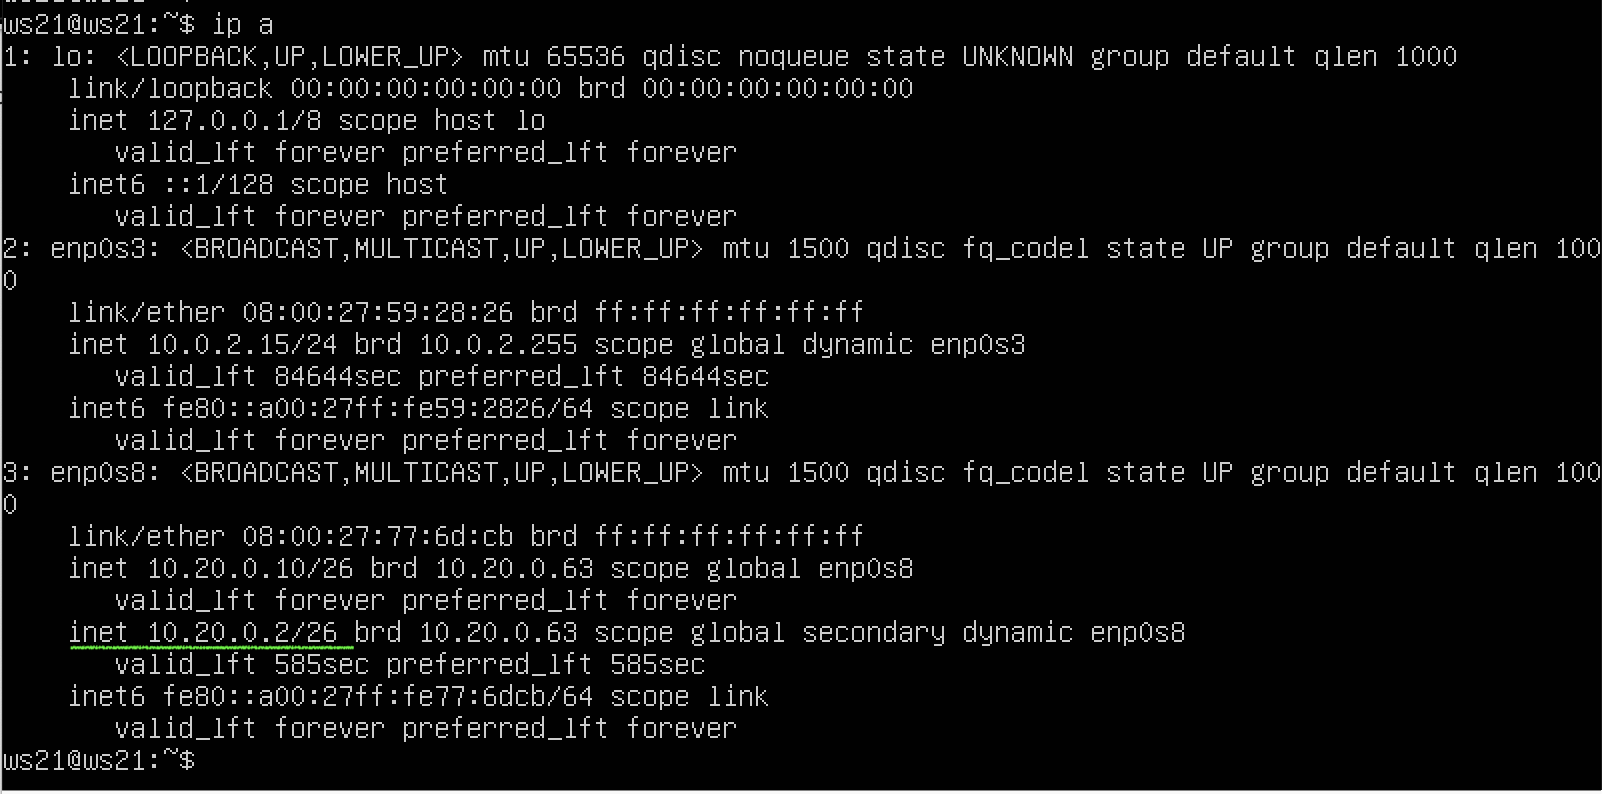 ws21@ws21:~$ ip a
1: lo: <LOOPBACK,UP,LOWER_UP> mtu 65536 qdisc noqueue state UNKNOWN group default qlen 1000
    link/loopback 00:00:00:00:00:00 brd 00:00:00:00:00:00
    inet 127.0.0.1/8 scope host lo
       valid_lft forever preferred_lft forever
    inet6 ::1/128 scope host
       valid_lft forever preferred_lft forever
2: enp0s3: <BROADCAST,MULTICAST,UP,LOWER_UP> mtu 1500 qdisc fq_codel state UP group default qlen 100
0
    link/ether 08:00:27:59:28:26 brd ff:ff:ff:ff:ff:ff
    inet 10.0.2.15/24 brd 10.0.2.255 scope global dynamic enp0s3
       valid_lft 84644sec preferred_lft 84644sec
    inet6 fe80::a00:27ff:fe59:2826/64 scope link
       valid_lft forever preferred_lft forever
3: enp0s8: <BROADCAST,MULTICAST,UP,LOWER_UP> mtu 1500 qdisc fq_codel state UP group default qlen 100
0
    link/ether 08:00:27:77:6d:cb brd ff:ff:ff:ff:ff:ff
    inet 10.20.0.10/26 brd 10.20.0.63 scope global enp0s8
       valid_lft forever preferred_lft forever
    inet 10.20.0.2/26 brd 10.20.0.63 scope global secondary dynamic enp0s8
       valid_lft 585sec preferred_lft 585sec
    inet6 fe80::a00:27ff:fe77:6dcb/64 scope link
       valid_lft forever preferred_lft forever
ws21@ws21:~$